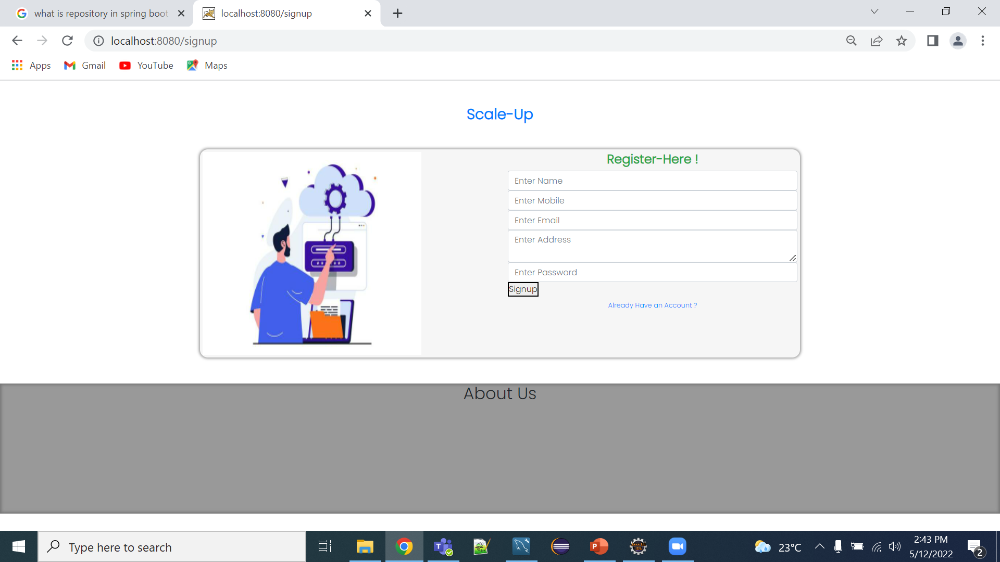 what is repository in spring boot
localhost:8080/signup
localhost:8080/signup
Apps
Gmail
YouTube
Maps
Scale-Up
Register-Here !
Enter Name
Enter Mobile
Enter Email
Enter Address
Enter Password
Signup
Already Have an Account ?
About Us
Type here to search
23°C
2:43 PM
5/12/2022
2